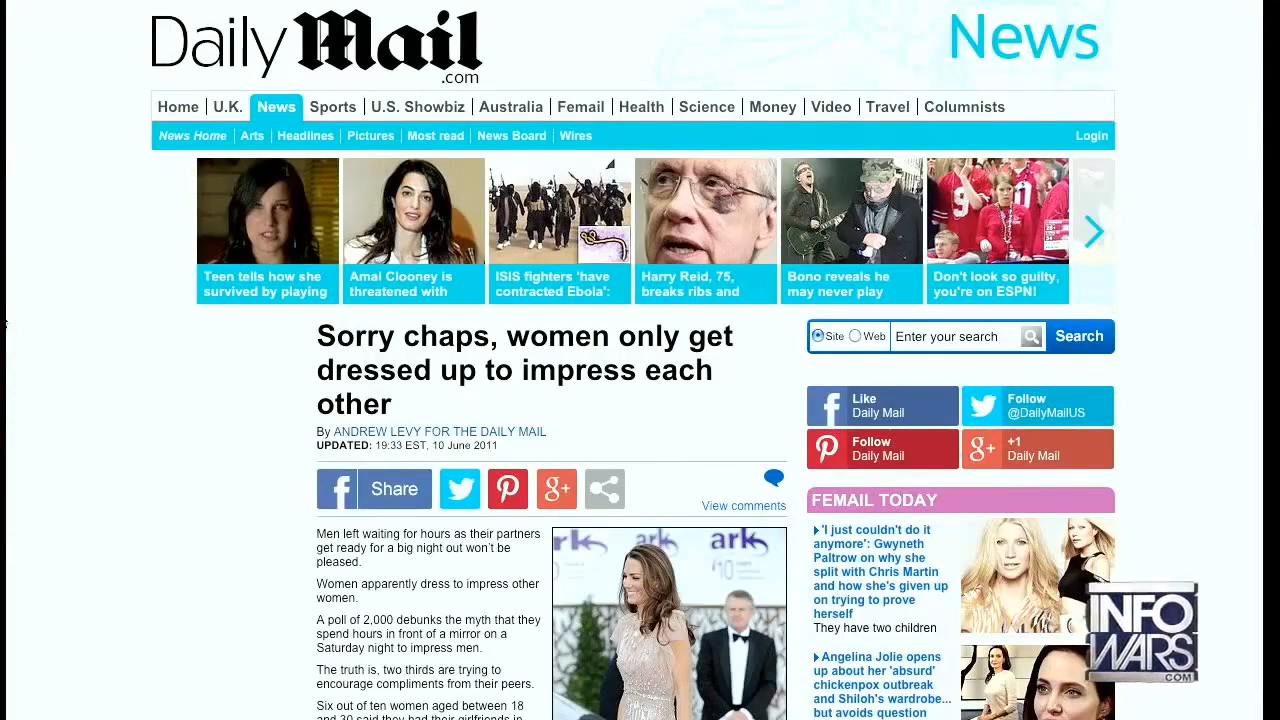 Daily Mail
.com
News
Home U.K. News Sports U.S. Showbiz Australia Femail Health Science Money Video Travel Columnists
News Home Arts Headlines Pictures Most read News Board Wires Login
Teen tells how she
survived by playing
Amal Clooney is
threatened with
ISIS fighters 'have
contracted Ebola':
Harry Reid, 75,
breaks ribs and
Bono reveals he
may never play
Don't look so guilty,
you're on ESPN!
Sorry chaps, women only get
dressed up to impress each
other
By ANDREW LEVY FOR THE DAILY MAIL
UPDATED: 19:33 EST, 10 June 2011
Share
View comments
Men left waiting for hours as their partners
get ready for a big night out won't be
pleased.
Women apparently dress to impress other
women.
A poll of 2,000 debunks the myth that they
spend hours in front of a mirror on a
Saturday night to impress men.
The truth is, two thirds are trying to
encourage compliments from their peers.
Six out of ten women aged between 18
and 30 said they had their girlfriends in
ark
Site Web Enter your search Search
Like
Daily Mail
Follow
@DailyMailUS
Follow
Daily Mail
+1
Daily Mail
FEMAIL TODAY
'I just couldn't do it
anymore': Gwyneth
Paltrow on why she
split with Chris Martin
and how she's given up
on trying to prove
herself
They have two children
Angelina Jolie opens
up about her 'absurd'
chickenpox outbreak
and Shiloh's wardrobe...
but avoids question
INFO
WARS
.COM